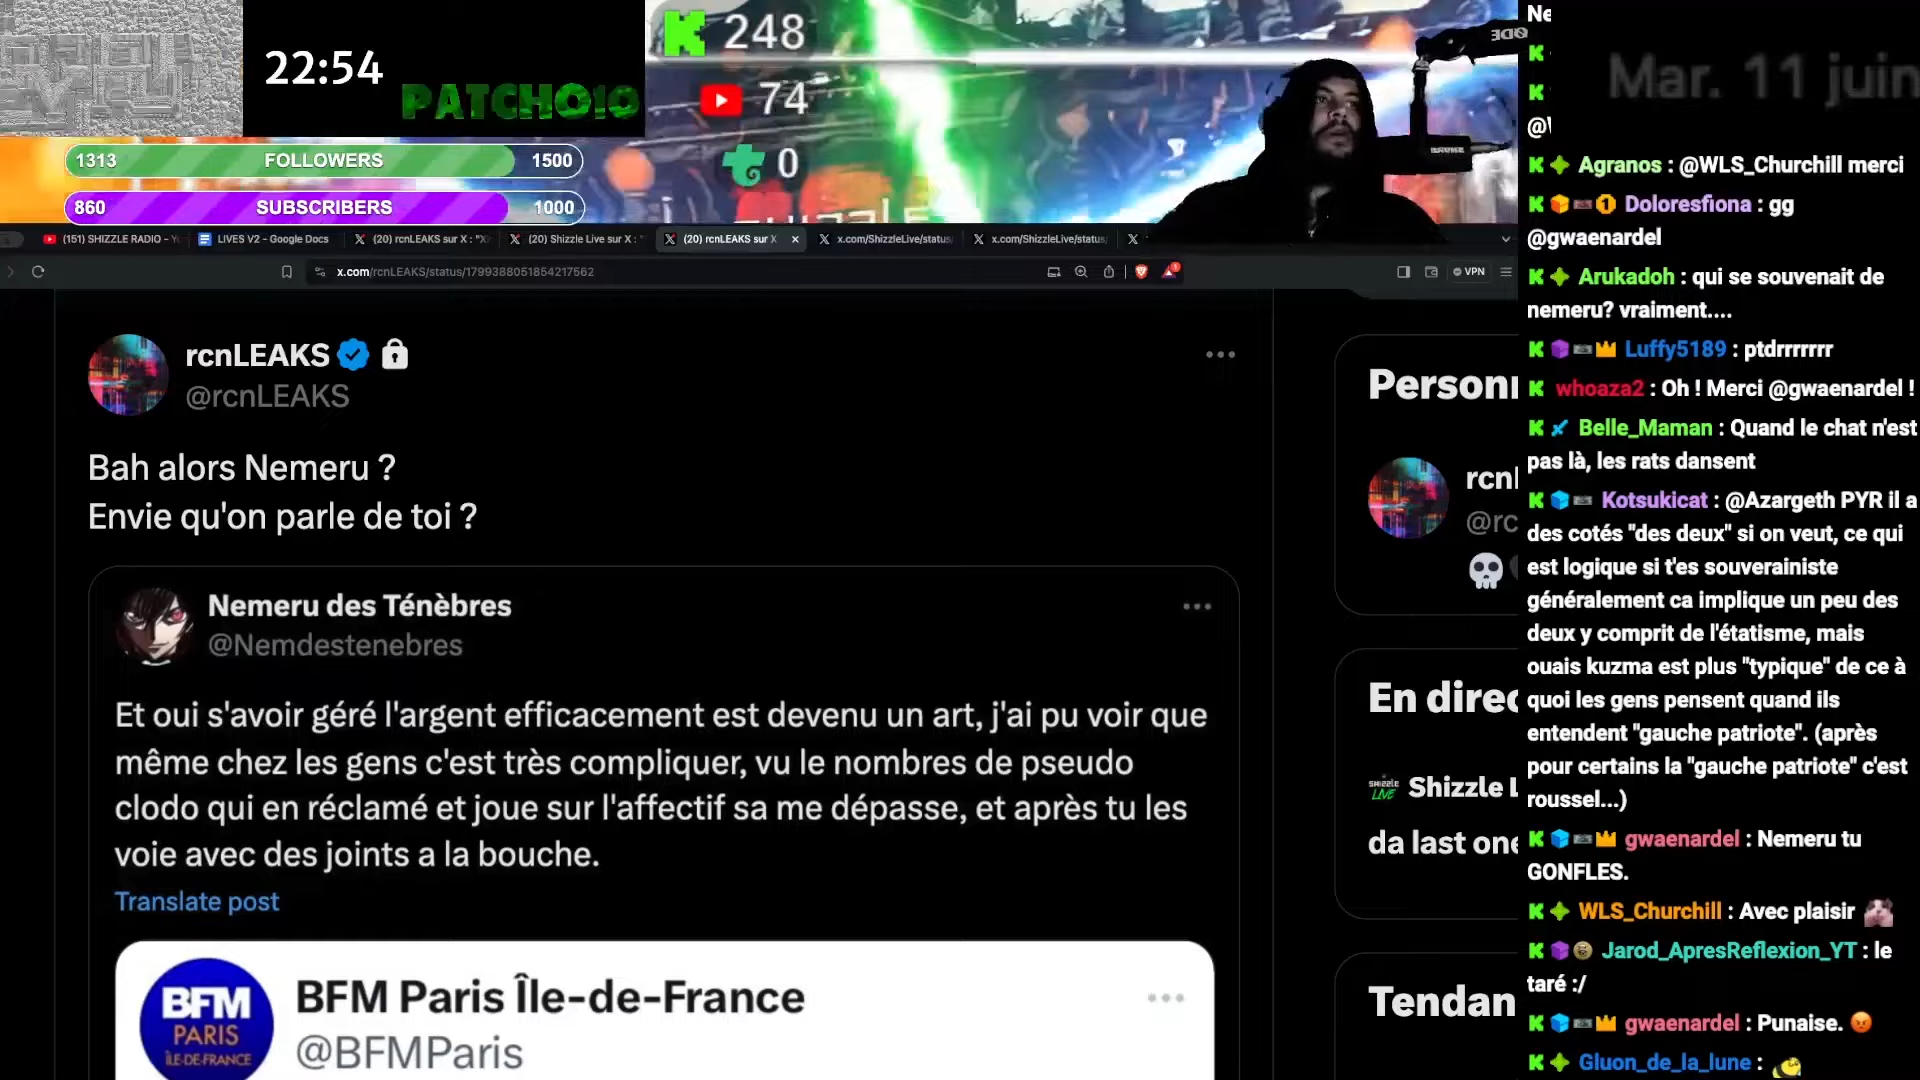 22:54
PATCHO!O
248
74
0
1313 FOLLOWERS 1500
860 SUBSCRIBERS 1000
(151) SHIZZLE RADIO -
LIVES V2 - Google Docs
(20) rcnLEAKS sur X :
(20) Shizzle Live sur X :
(20) rcnLEAKS sur X
x.com/ShizzleLive/status
x.com/ShizzleLive/status
x.com/rcnLEAKS/status/1799388051854217562
VPN
rcnLEAKS
@rcnLEAKS
Bah alors Nemeru ?
Envie qu'on parle de toi ?
Nemeru des Ténèbres
@Nemdestenebres
Et oui s'avoir géré l'argent efficacement est devenu un art, j'ai pu voir que
même chez les gens c'est très compliquer, vu le nombres de pseudo
clodo qui en réclamé et joue sur l'affectif sa me dépasse, et après tu les
voie avec des joints a la bouche.
Translate post
BFM PARIS ÎLE-DE-FRANCE
BFM Paris Île-de-France
@BFMParis
Personn
rcnl
@rc
En direc
SHIZZLE LIVE
Shizzle L
da last one
Tendan
Mar. 11 juin
Ne
Agranos : @WLS_Churchill merci
Doloresfiona : gg
@gwaenardel
Arukadoh : qui se souvenait de
nemeru? vraiment....
Luffy5189 : ptdrrrrrrr
whoaza2 : Oh ! Merci @gwaenardel !
Belle_Maman : Quand le chat n'est
pas là, les rats dansent
Kotsukicat : @Azargeth PYR il a
des cotés "des deux" si on veut, ce qui
est logique si t'es souverainiste
généralement ca implique un peu des
deux y comprit de l'étatisme, mais
ouais kuzma est plus "typique" de ce à
quoi les gens pensent quand ils
entendent "gauche patriote". (après
pour certains la "gauche patriote" c'est
roussel...)
gwaenardel : Nemeru tu
GONFLES.
WLS_Churchill : Avec plaisir
Jarod_ApresReflexion_YT : le
taré :/
gwaenardel : Punaise.
Gluon_de_la_lune :